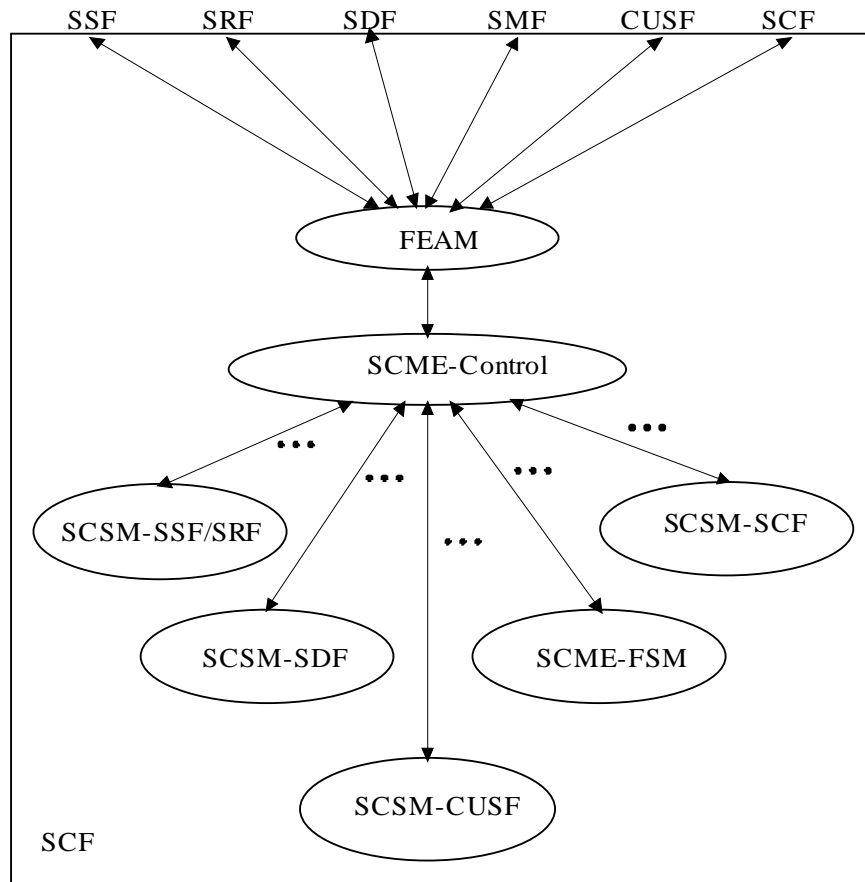 SSF SRF SDF SMF CUSF SCF
FEAM
SCME-Control
SCSM-SSF/SRF
SCSM-SCF
SCSM-SDF
SCME-FSM
SCSM-CUSF
SCF